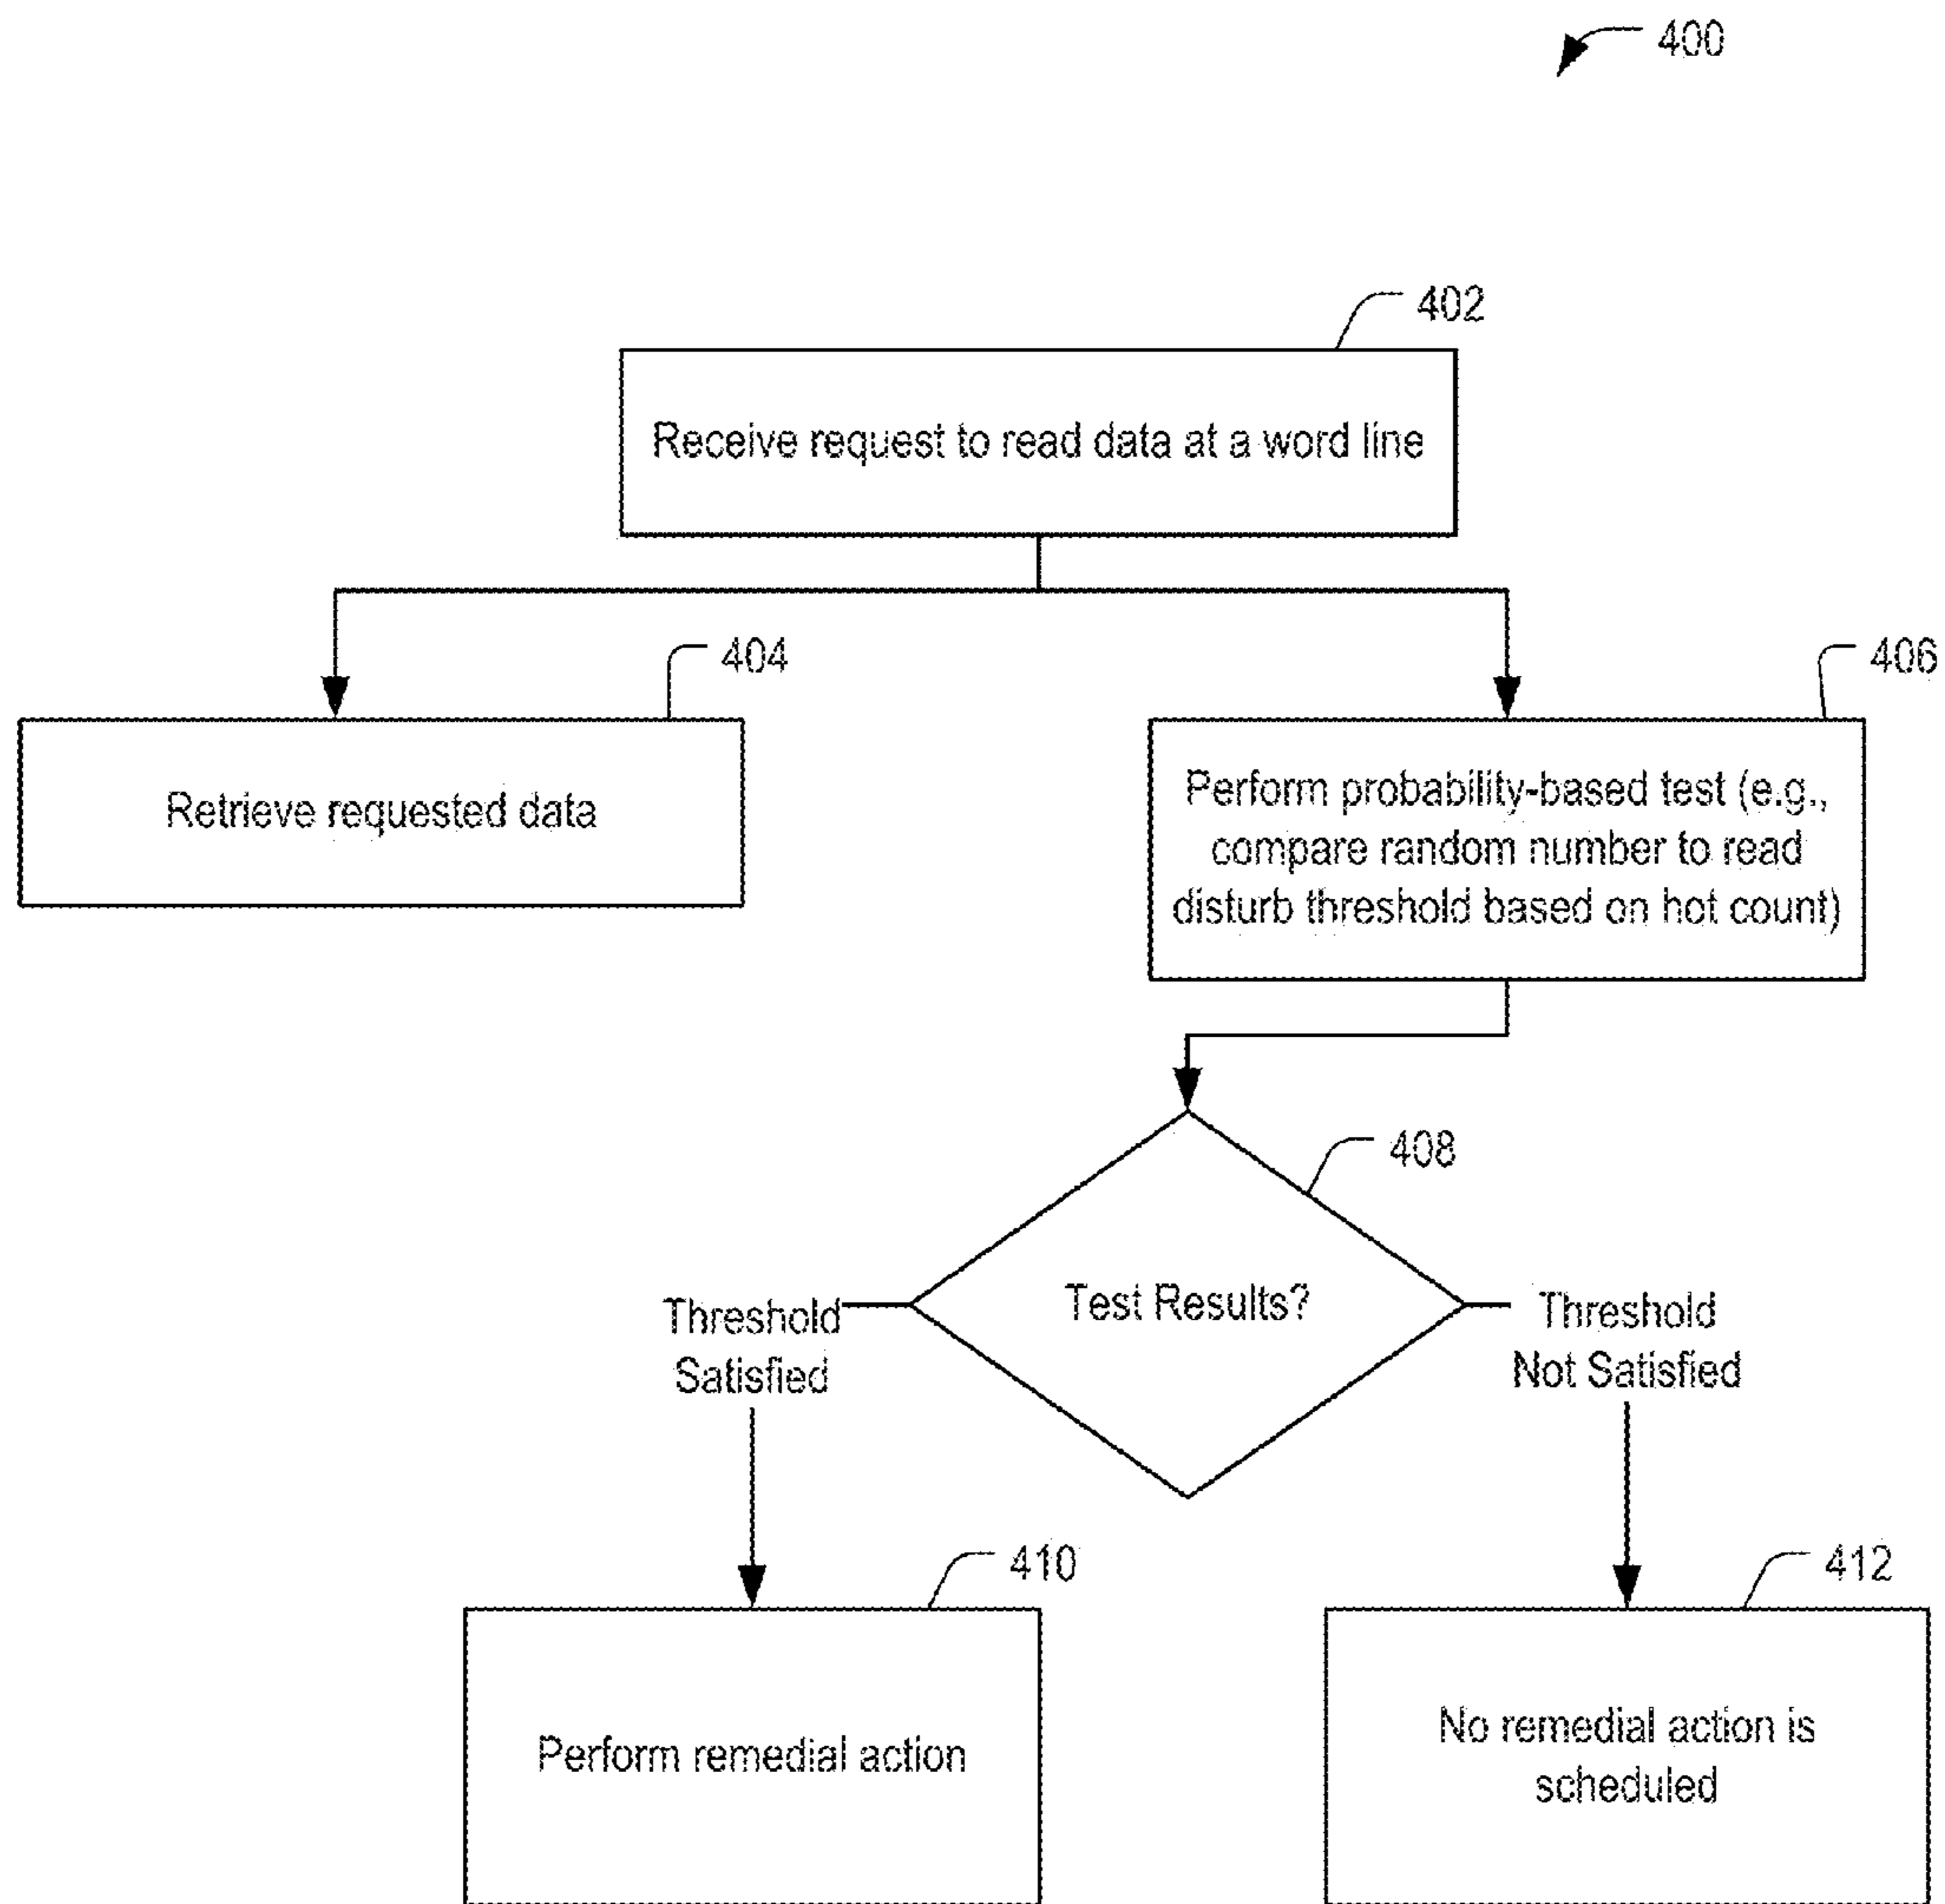 400
402
Receive request to read data at a word line
404
Retrieve requested data
406
Perform probability-based test (e.g.,
compare random number to read
disturb threshold based on hot count)
408
Test Results?
Threshold
Satisfied
Threshold
Not Satisfied
410
Perform remedial action
412
No remedial action is
scheduled